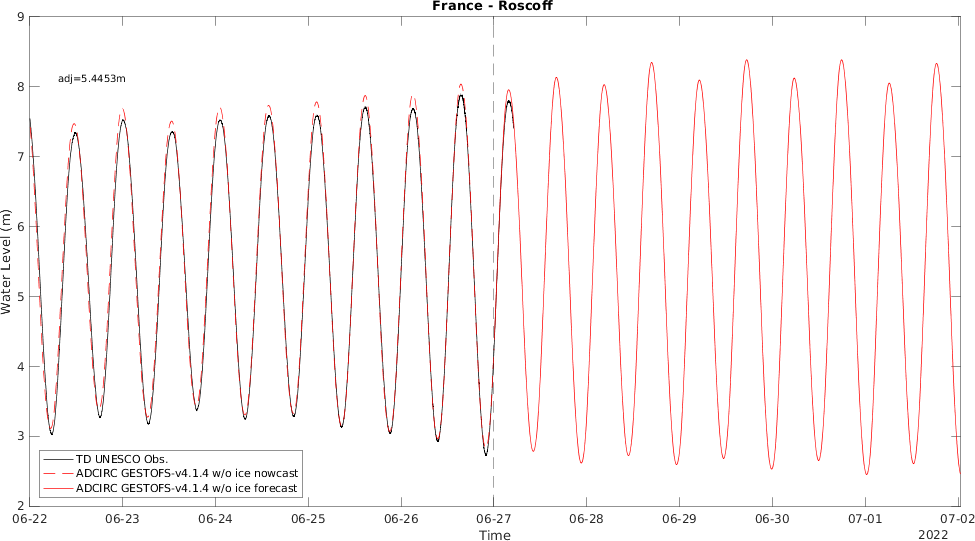 France - Roscoff
9
8
7
6
5
4
3
2
Water Level (m)
adj=5.4453m
TD UNESCO Obs.
ADCIRC GESTOFS-v4.1.4 w/o ice nowcast
ADCIRC GESTOFS-v4.1.4 w/o ice forecast
06-22 06-23 06-24 06-25 06-26 06-27 06-28 06-29 06-30 07-01 07-02
Time
2022